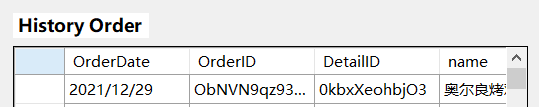 History Order
OrderDate OrderID DetailID name
2021/12/29 ObNVN9qz93... 0kbxXeohbjO3 奥尔良烤